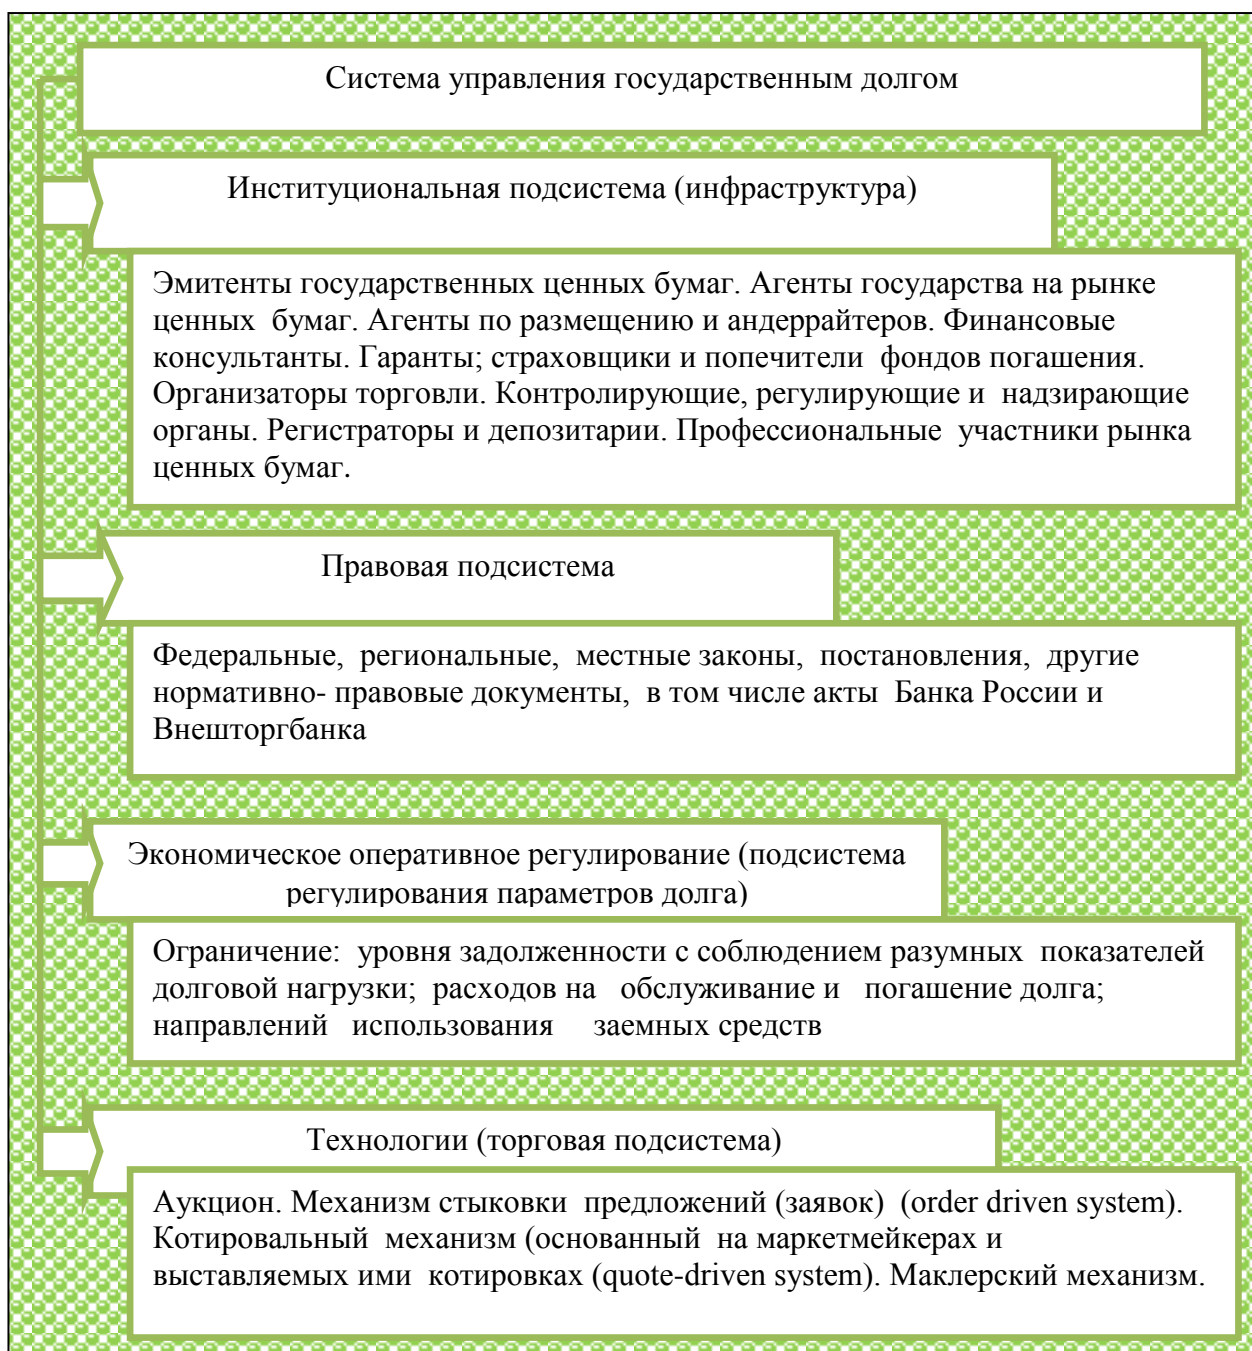 Система управления государственным долгом
Институциональная подсистема (инфраструктура)
Эмитенты государственных ценных бумаг. Агенты государства на рынке
ценных бумаг. Агенты по размещению и андеррайтеров. Финансовые
консультанты. Гаранты; страховщики и попечители фондов погашения.
Организаторы торговли. Контролирующие, регулирующие и надзирающие
органы. Регистраторы и депозитарии. Профессиональные участники рынка
ценных бумаг.
Правовая подсистема
Федеральные, региональные, местные законы, постановления, другие
нормативно- правовые документы, в том числе акты Банка России и
Внешторгбанка
Экономическое оперативное регулирование (подсистема
регулирования параметров долга)
Ограничение: уровня задолженности с соблюдением разумных показателей
долговой нагрузки; расходов на обслуживание и погашение долга;
направлений использования заемных средств
Технологии (торговая подсистема)
Аукцион. Механизм стыковки предложений (заявок) (order driven system).
Котировальный механизм (основанный на маркетмейкерах и
выставляемых ими котировках (quote-driven system). Маклерский механизм.